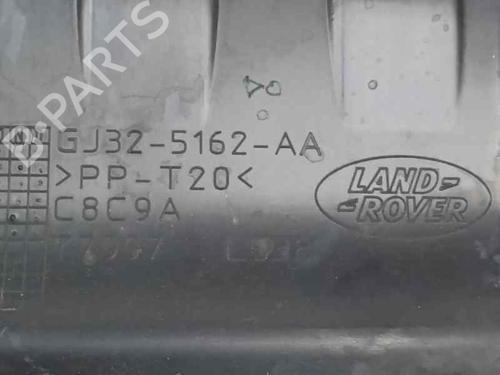 B-PARTS
GJ32-5162-AA
>PP-T20<
C8C9A
LAND-
-ROVER